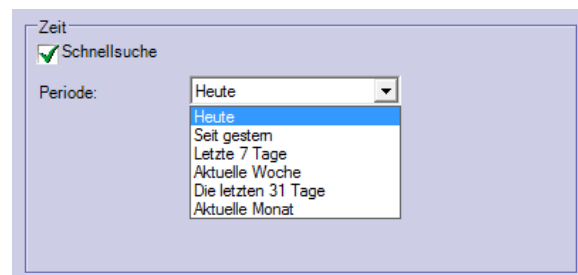 Zeit
Schnellsuche
Periode: Heute
Heute
Seit gestern
Letzte 7 Tage
Aktuelle Woche
Die letzten 31 Tage
Aktuelle Monat